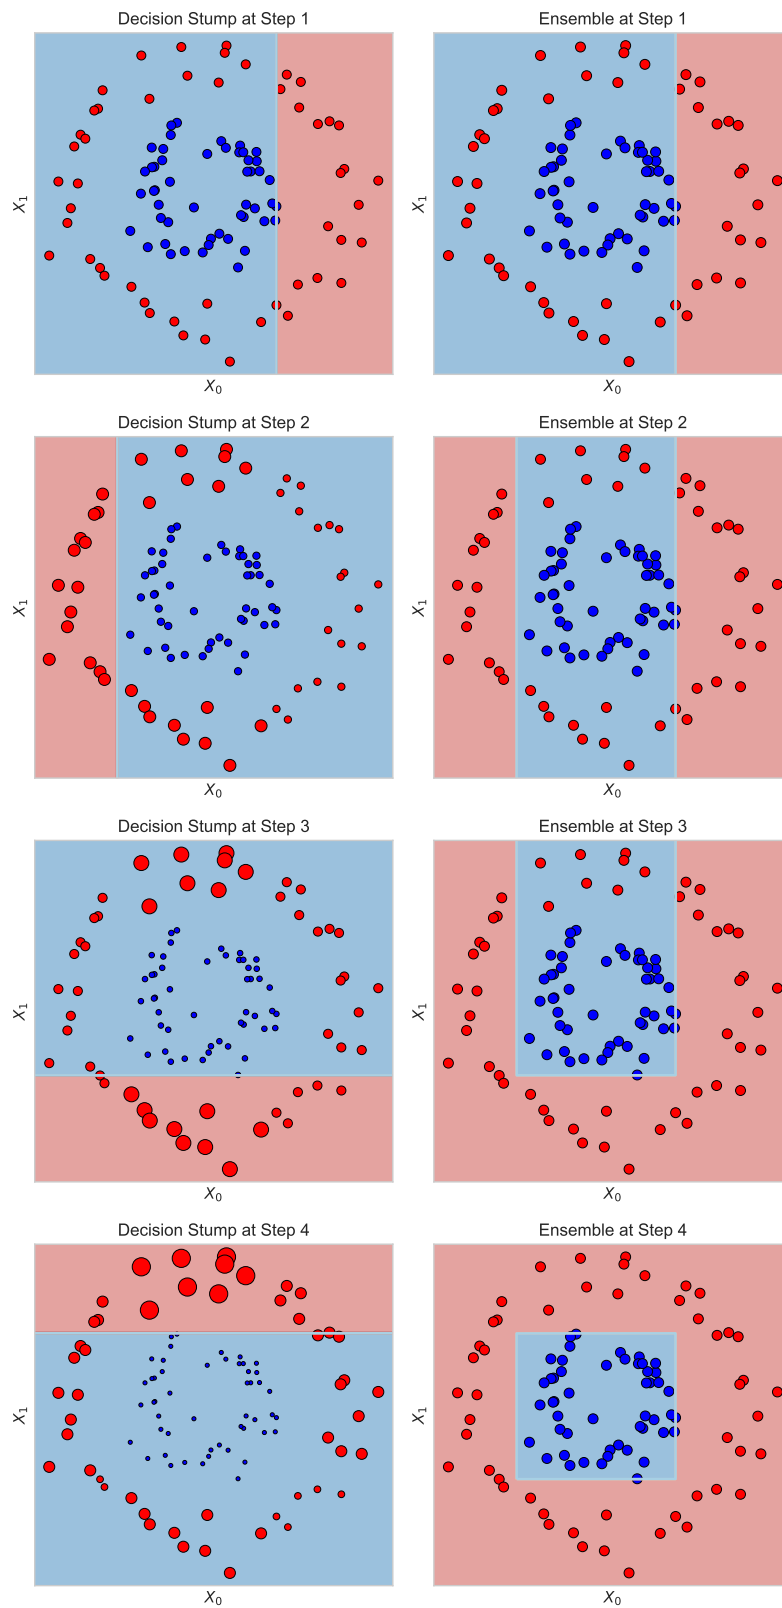 Decision Stump at Step 1
Ensemble at Step 1
X₁
X₁
X₀
X₀
Decision Stump at Step 2
Ensemble at Step 2
X₁
X₁
X₀
X₀
Decision Stump at Step 3
Ensemble at Step 3
X₁
X₁
X₀
X₀
Decision Stump at Step 4
Ensemble at Step 4
X₁
X₁
X₀
X₀